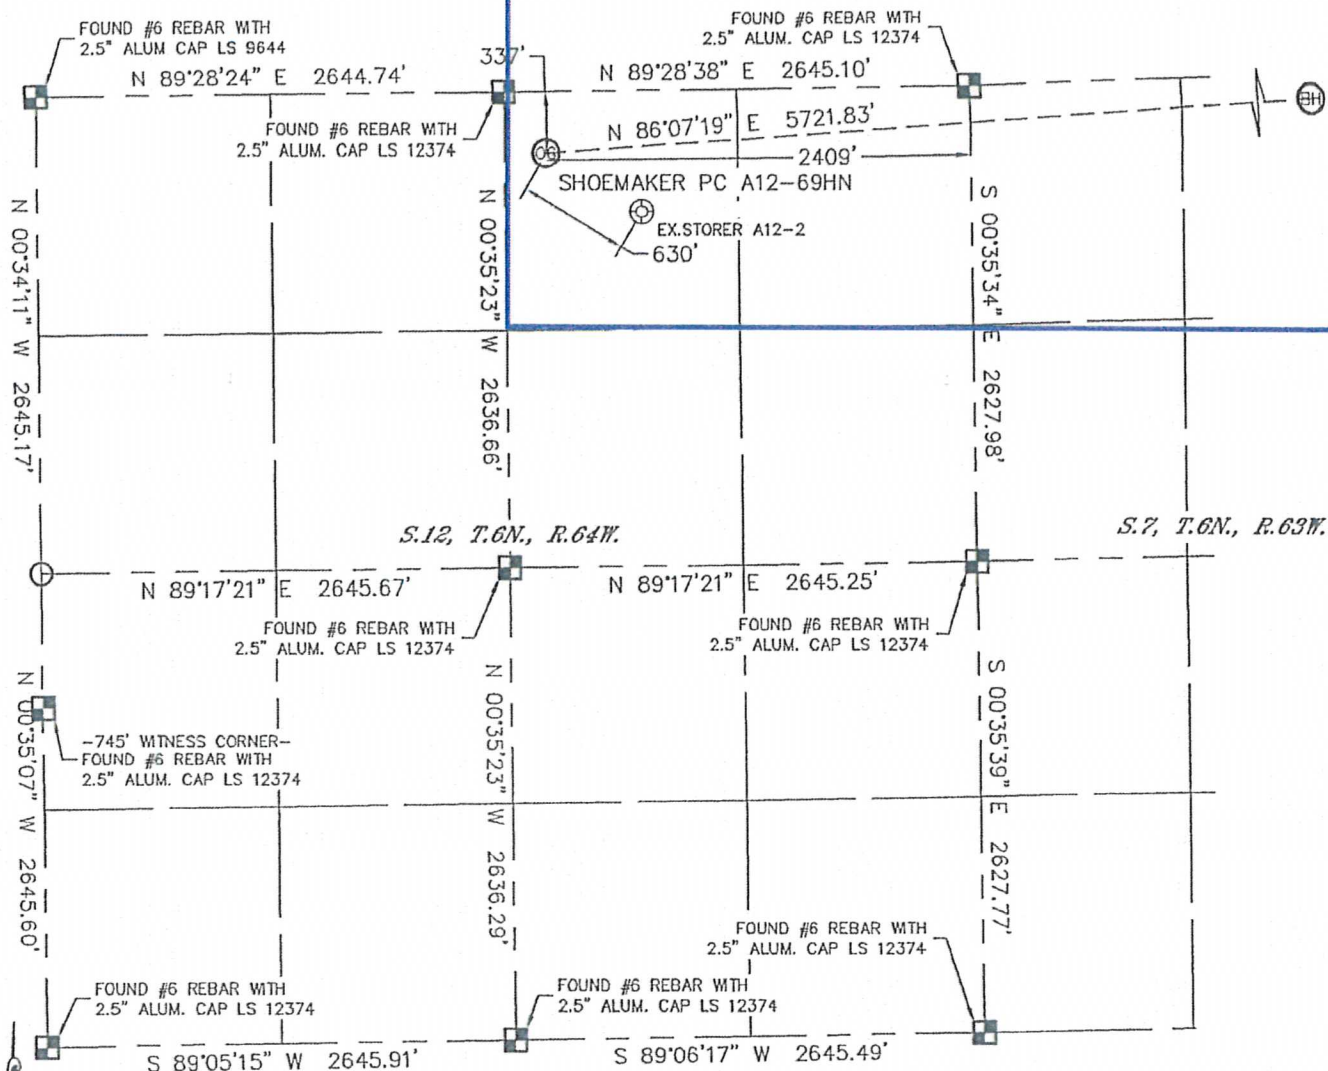 FOUND #6 REBAR WITH
2.5" ALUM CAP LS 9644
FOUND #6 REBAR WITH
2.5" ALUM. CAP LS 12374
N 89°28'24" E 2644.74'
337'
N 89°28'38" E 2645.10'
FOUND #6 REBAR WITH
2.5" ALUM. CAP LS 12374
N 86°07'19" E 5721.83'
BH
2409'
SHOEMAKER PC A12-69HN
EX.STORER A12-2
630'
N 00°34'11" W 2645.17'
N 00°35'23" W 2636.66'
S 00°35'34" E 2627.98'
S.12, T.6N., R.64W.
S.7, T.6N., R.63W.
N 89°17'21" E 2645.67'
N 89°17'21" E 2645.25'
FOUND #6 REBAR WITH
2.5" ALUM. CAP LS 12374
FOUND #6 REBAR WITH
2.5" ALUM. CAP LS 12374
-745' WITNESS CORNER-
FOUND #6 REBAR WITH
2.5" ALUM. CAP LS 12374
N 00°35'07" W 2645.60'
N 00°35'23" W 2636.29'
S 00°35'39" E 2627.77'
FOUND #6 REBAR WITH
2.5" ALUM. CAP LS 12374
FOUND #6 REBAR WITH
2.5" ALUM. CAP LS 12374
FOUND #6 REBAR WITH
2.5" ALUM. CAP LS 12374
S 89°05'15" W 2645.91'
S 89°06'17" W 2645.49'